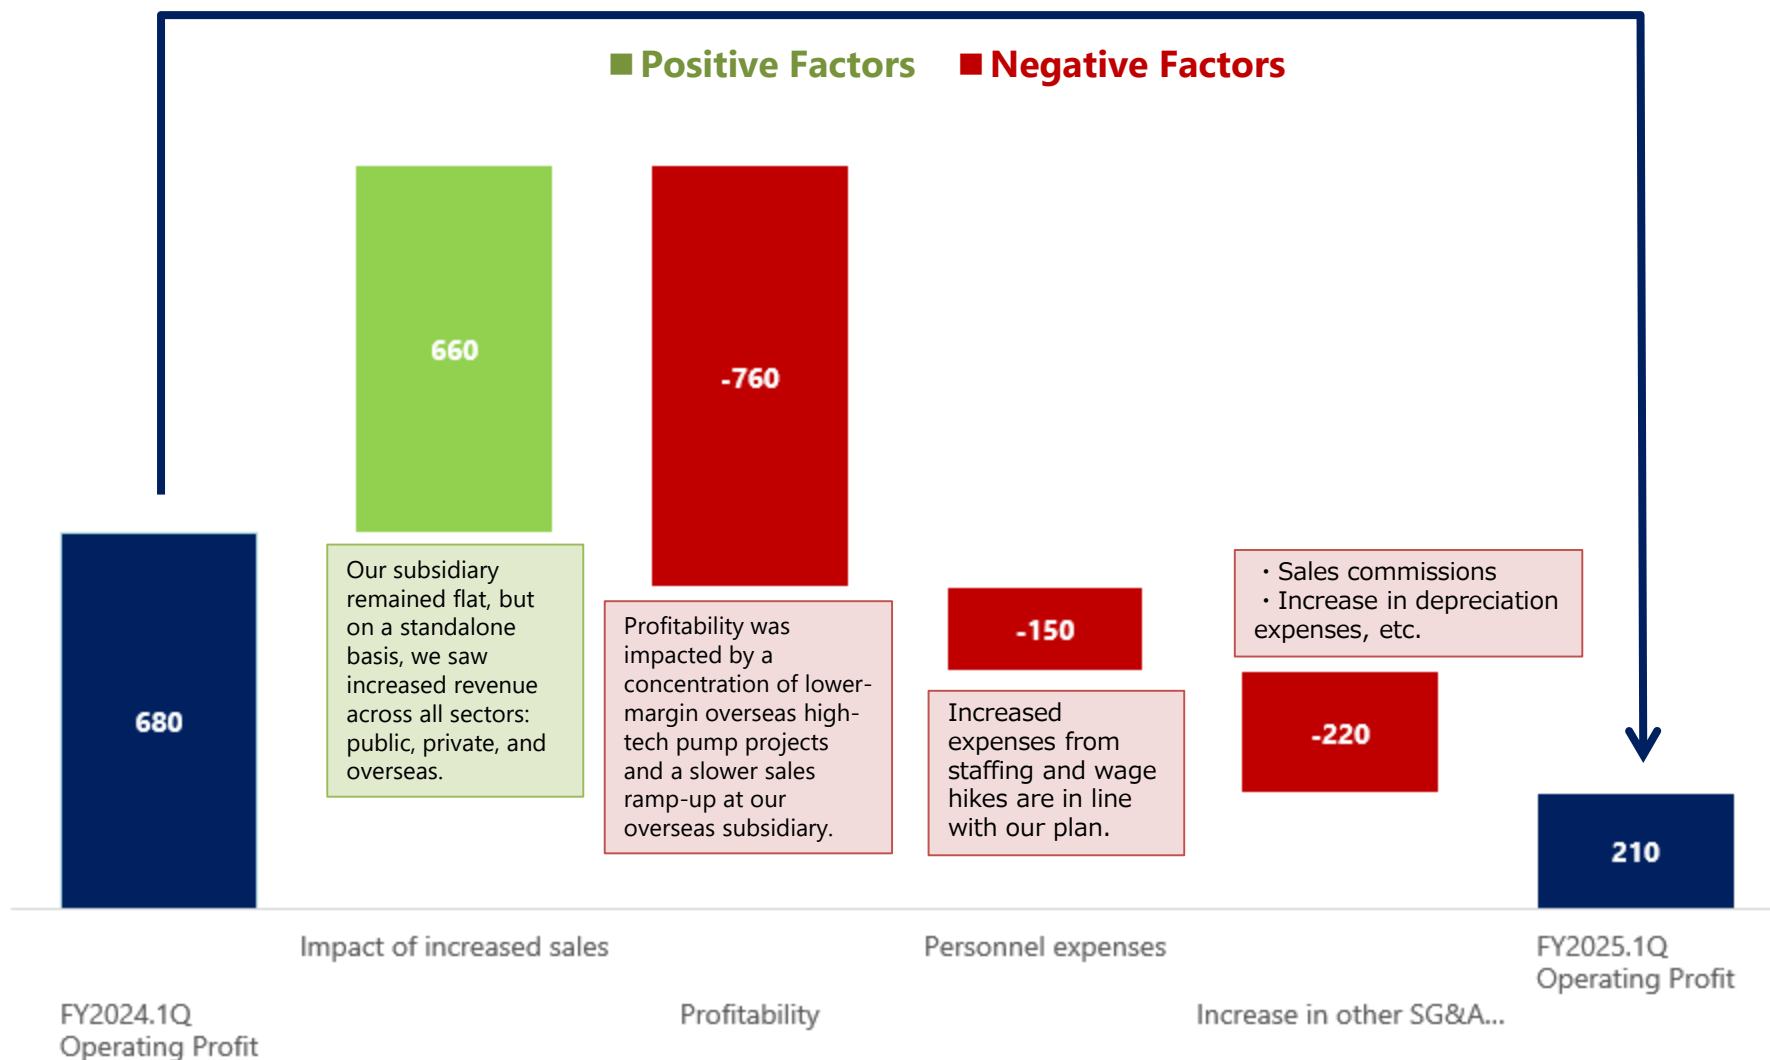 ■ Positive Factors ■ Negative Factors
680
660
Our subsidiary
remained flat, but
on a standalone
basis, we saw
increased revenue
across all sectors:
public, private, and
overseas.
-760
Profitability was
impacted by a
concentration of lower-
margin overseas high-
tech pump projects
and a slower sales
ramp-up at our
overseas subsidiary.
-150
Increased
expenses from
staffing and wage
hikes are in line
with our plan.
・Sales commissions
・Increase in depreciation
expenses, etc.
-220
210
FY2024.1Q
Operating Profit
Impact of increased sales
Profitability
Personnel expenses
Increase in other SG&A...
FY2025.1Q
Operating Profit